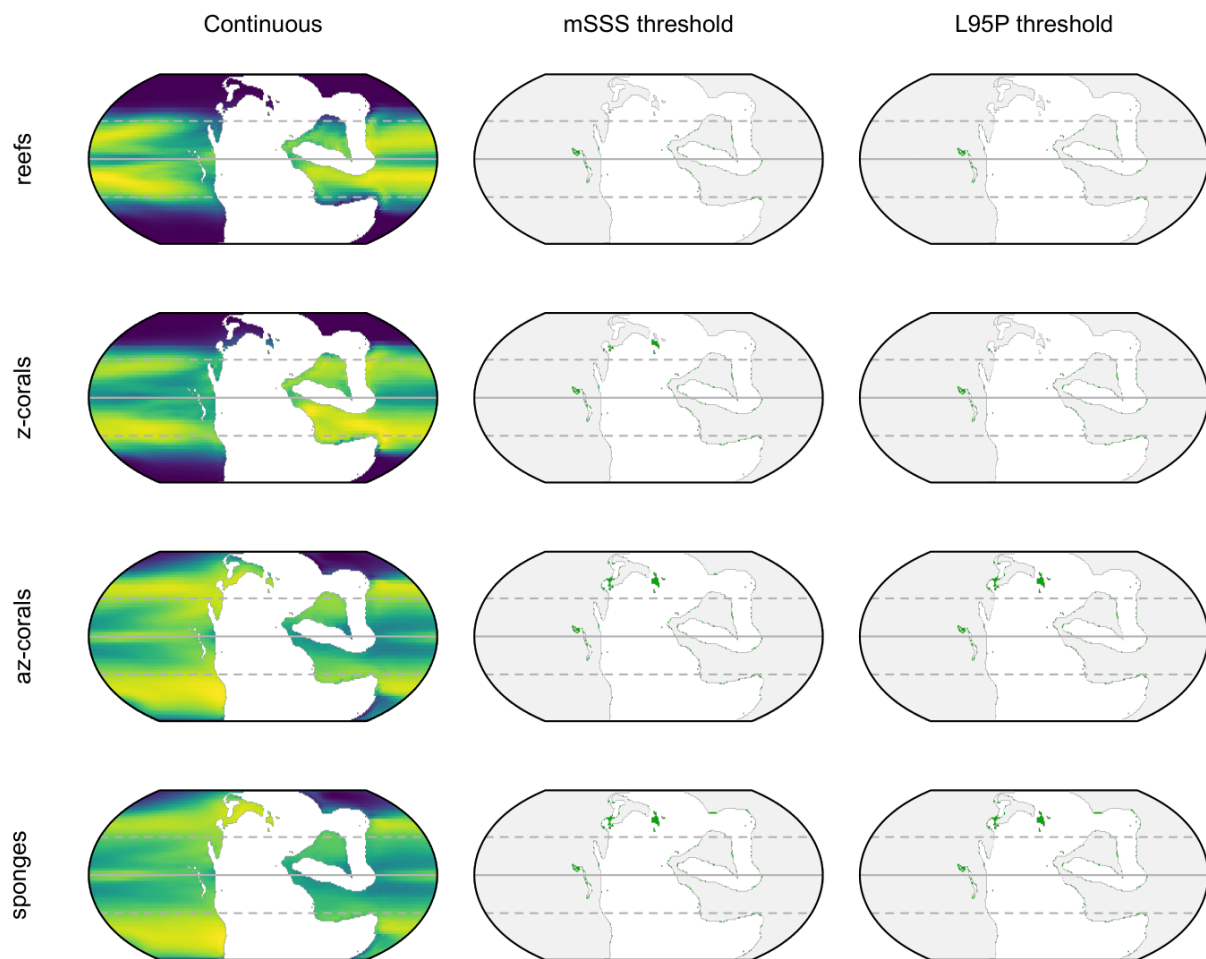 Continuous
mSSS threshold
L95P threshold
reefs
z-corals
az-corals
sponges